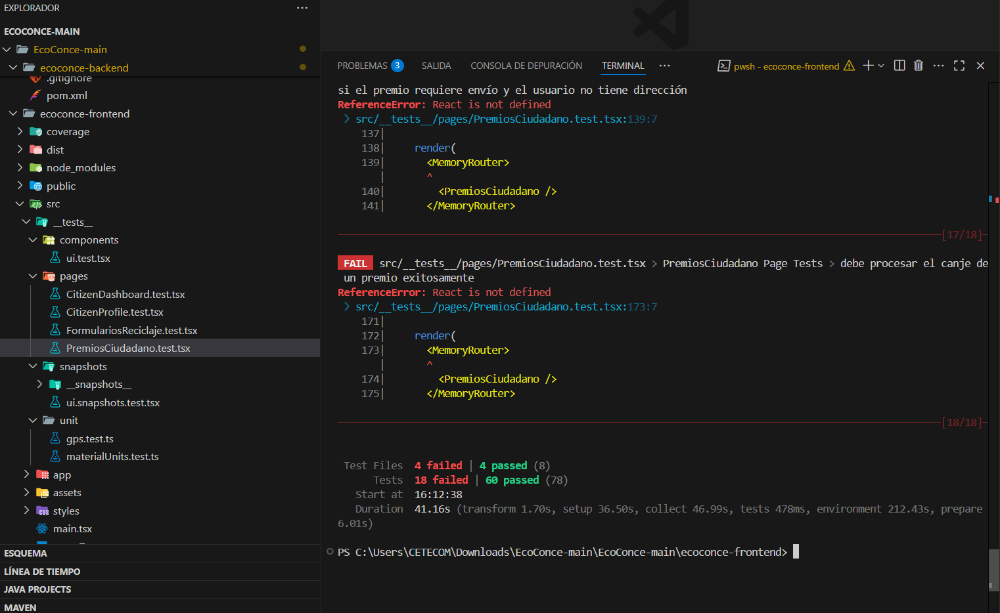 EXPLORADOR
ECOCONCE-MAIN
EcoConce-main
ecoconce-backend
.gitignore
pom.xml
ecoconce-frontend
coverage
dist
node_modules
public
src
__tests__
components
ui.test.tsx
pages
CitizenDashboard.test.tsx
CitizenProfile.test.tsx
FormulariosReciclaje.test.tsx
PremiosCiudadano.test.tsx
snapshots
__snapshots__
ui.snapshots.test.tsx
unit
gps.test.ts
materialUnits.test.ts
app
assets
styles
main.tsx
ESQUEMA
LÍNEA DE TIEMPO
JAVA PROJECTS
MAVEN
PROBLEMAS 3 SALIDA CONSOLA DE DEPURACIÓN TERMINAL ··· pwsh - ecoconce-frontend
si el premio requiere envío y el usuario no tiene dirección
ReferenceError: React is not defined
❯ src/__tests__/pages/PremiosCiudadano.test.tsx:139:7
137|
138| render(
139| <MemoryRouter>
| ^
140| <PremiosCiudadano />
141| </MemoryRouter>
[17/18]
FAIL src/__tests__/pages/PremiosCiudadano.test.tsx > PremiosCiudadano Page Tests > debe procesar el canje de
un premio exitosamente
ReferenceError: React is not defined
❯ src/__tests__/pages/PremiosCiudadano.test.tsx:173:7
171|
172| render(
173| <MemoryRouter>
| ^
174| <PremiosCiudadano />
175| </MemoryRouter>
[18/18]
Test Files 4 failed | 4 passed (8)
Tests 18 failed | 60 passed (78)
Start at 16:12:38
Duration 41.16s (transform 1.70s, setup 36.50s, collect 46.99s, tests 478ms, environment 212.43s, prepare
6.01s)
PS C:\Users\CETECOM\Downloads\EcoConce-main\EcoConce-main\ecoconce-frontend>